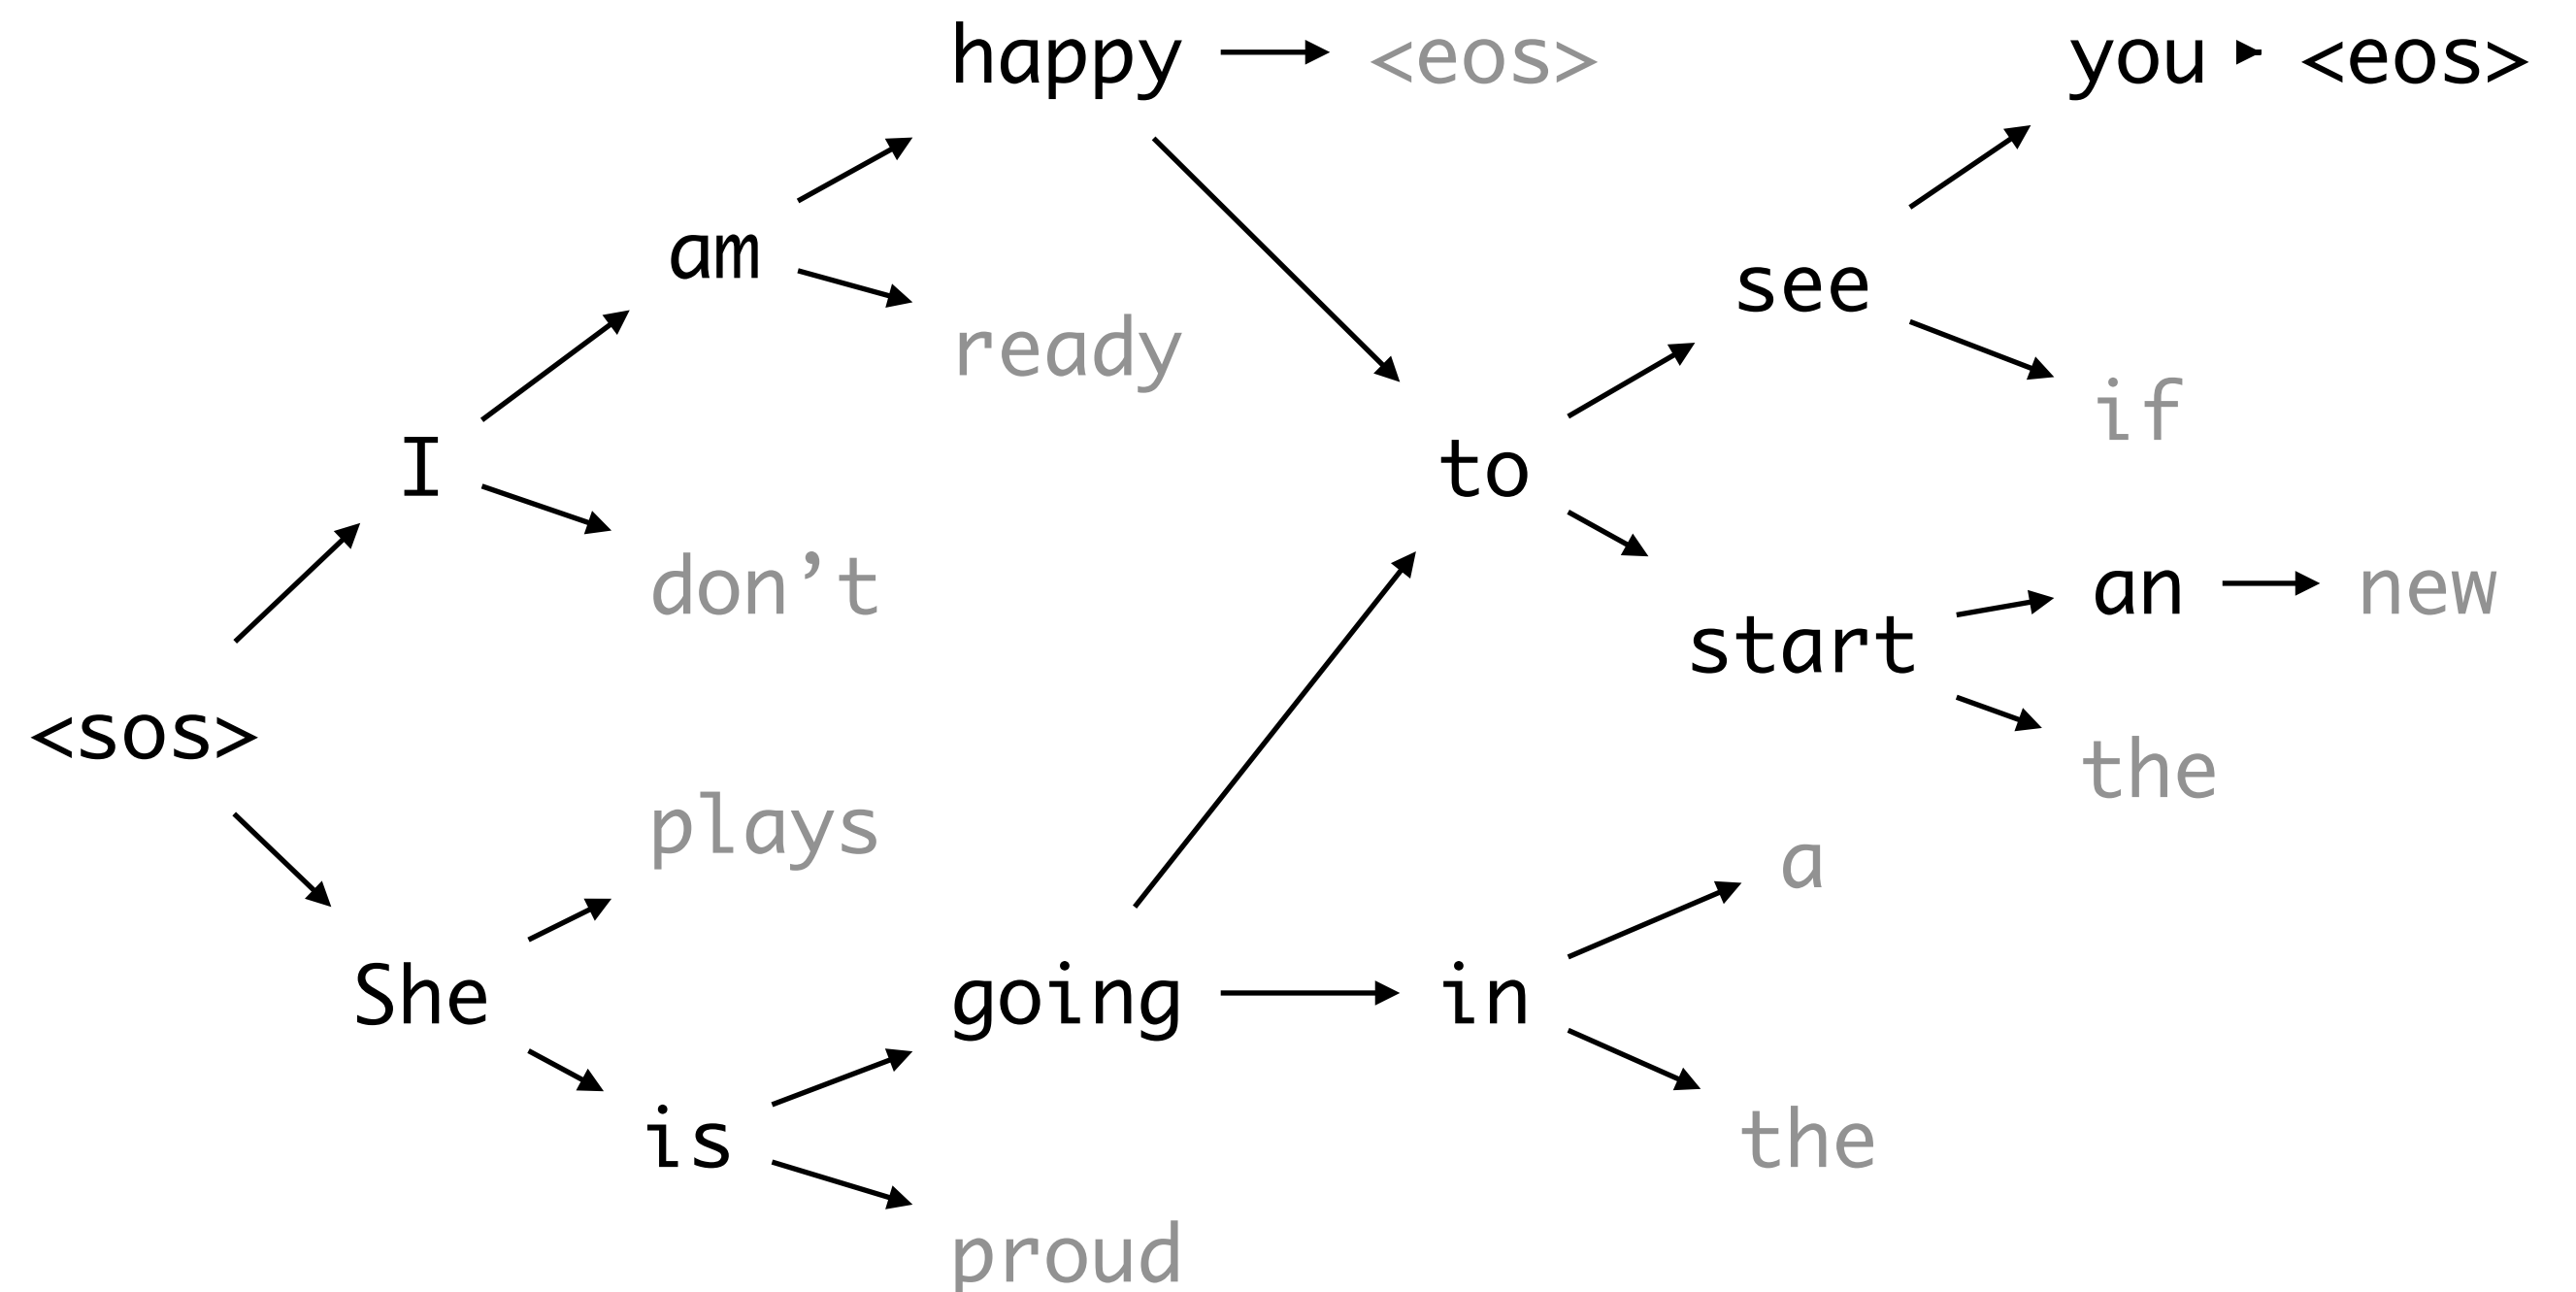 happy <eos> you <eos>
am see
ready if
I to
don’t an new
start
<sos> the
plays a
She going in
is the
proud